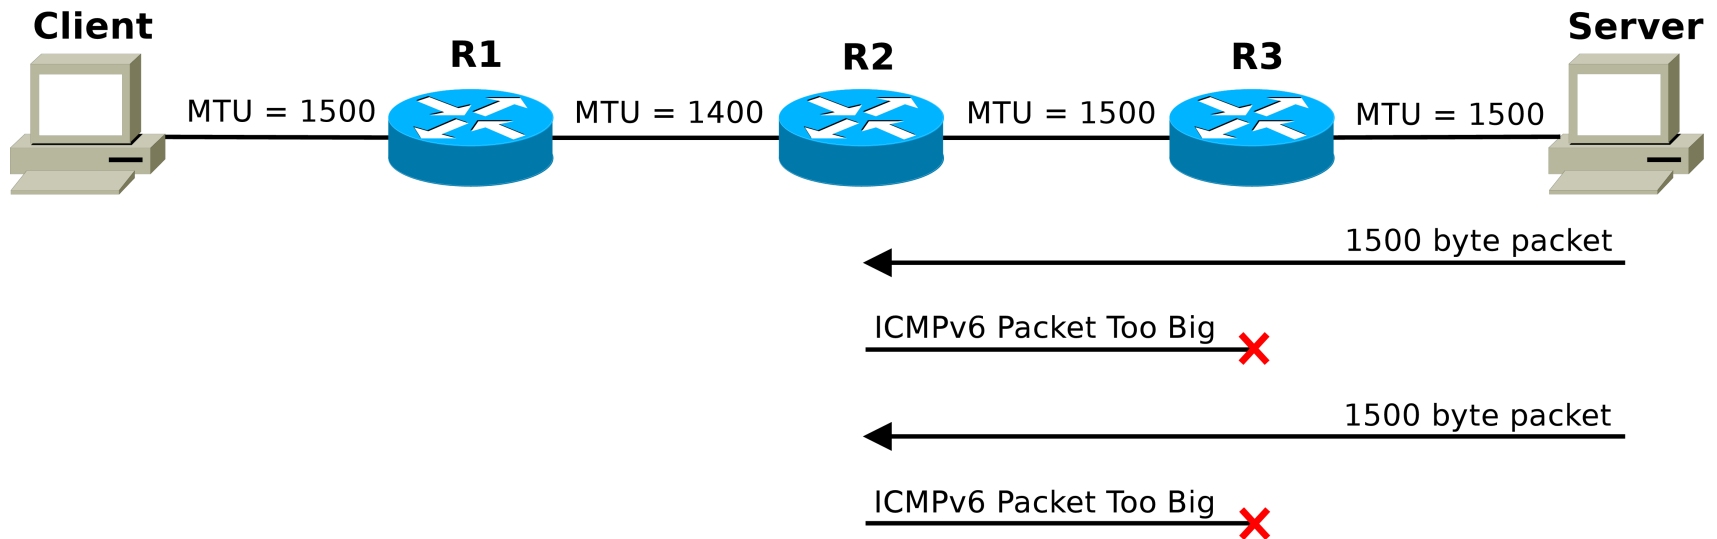 Client
R1
R2
R3
Server
MTU = 1500
MTU = 1400
MTU = 1500
MTU = 1500
1500 byte packet
ICMPv6 Packet Too Big
1500 byte packet
ICMPv6 Packet Too Big